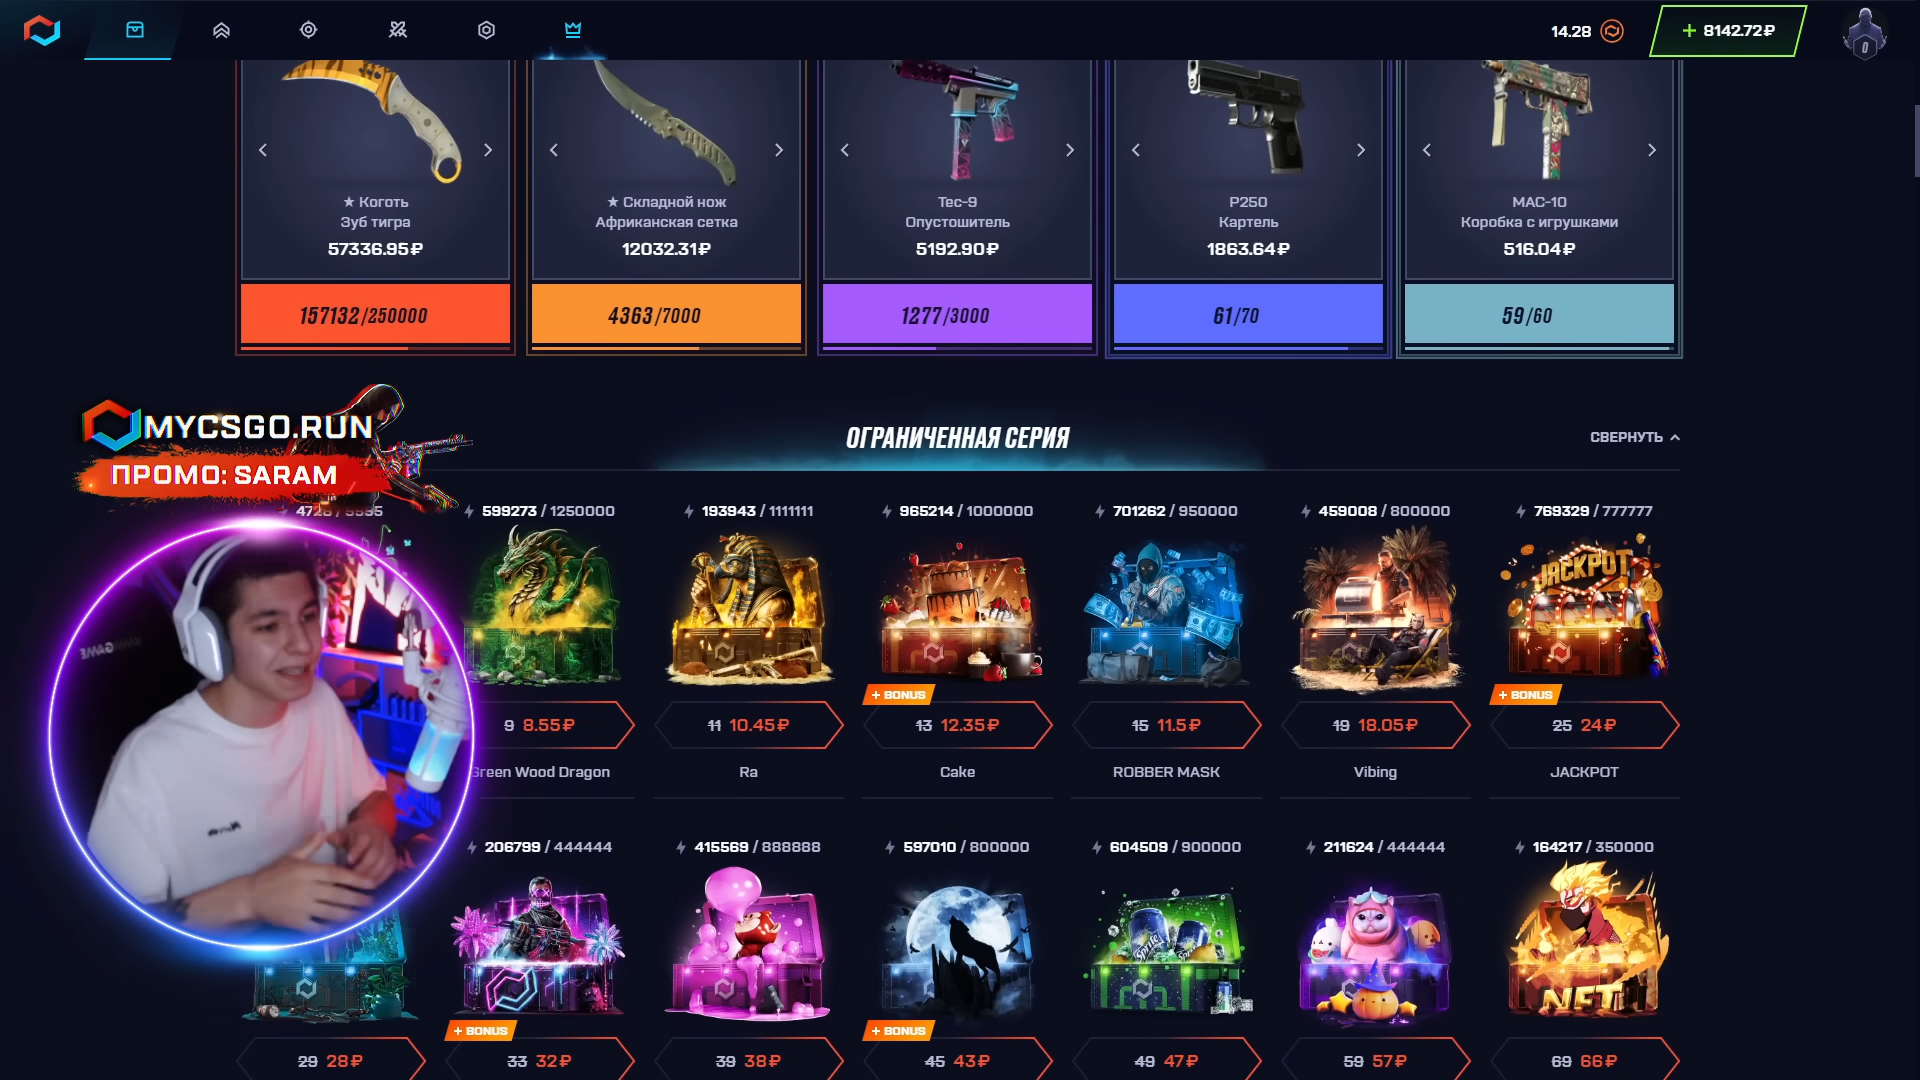 14.28
+ 8142.72₽
0
★ Коготь
Зуб тигра
57336.95₽
★ Складной нож
Африканская сетка
12032.31₽
Tec-9
Опустошитель
5192.90₽
P250
Картель
1863.64₽
MAC-10
Коробка с игрушками
516.04₽
157132/250000
4363/7000
1277/3000
61/70
59/60
MYCSGO.RUN
ПРОМО: SARAM
ОГРАНИЧЕННАЯ СЕРИЯ
СВЕРНУТЬ
599273 / 1250000
193943 / 1111111
965214 / 1000000
701262 / 950000
459008 / 800000
769329 / 777777
JACKPOT
+ BONUS
+ BONUS
9 8.55₽
11 10.45₽
13 12.35₽
15 11.5₽
19 18.05₽
25 24₽
Green Wood Dragon
Ra
Cake
ROBBER MASK
Vibing
JACKPOT
206799 / 444444
415569 / 888888
597010 / 800000
604509 / 900000
211624 / 444444
164217 / 350000
Sprite
NFT
+ BONUS
+ BONUS
29 28₽
33 32₽
39 38₽
45 43₽
49 47₽
59 57₽
69 66₽